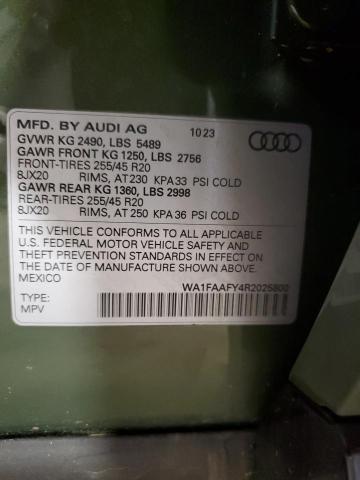 MFD. BY AUDI AG 10 23
GVWR KG 2490, LBS 5489
GAWR FRONT KG 1250, LBS 2756
FRONT-TIRES 255/45 R20
8JX20 RIMS, AT 230 KPA 33 PSI COLD
GAWR REAR KG 1360, LBS 2998
REAR-TIRES 255/45 R20
8JX20 RIMS, AT 250 KPA 36 PSI COLD
THIS VEHICLE CONFORMS TO ALL APPLICABLE
U.S. FEDERAL MOTOR VEHICLE SAFETY AND
THEFT PREVENTION STANDARDS IN EFFECT ON
THE DATE OF MANUFACTURE SHOWN ABOVE
MEXICO
WA1FAAFY4R2025800
TYPE:
MPV